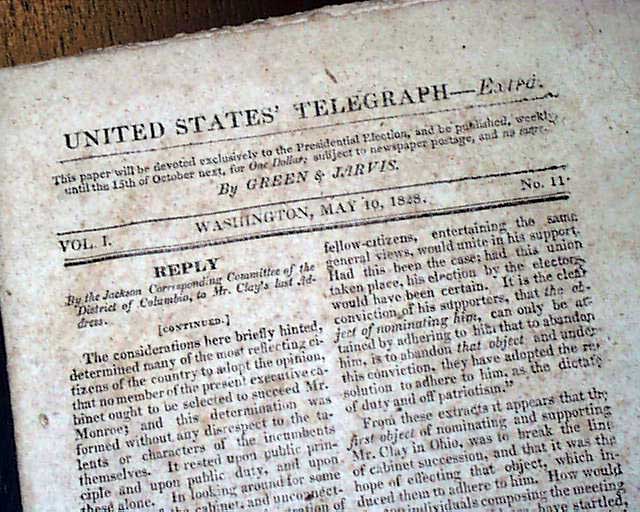 UNITED STATES' TELEGRAPH—Extra.
This paper will be devoted exclusively to the Presidential Election, and be published, weekly,
until the 15th of October next, for One Dollar; subject to newspaper postage, and no more.
By GREEN & JARVIS.
VOL. I. WASHINGTON, MAY 10, 1828. No. 11.
REPLY
By the Jackson Corresponding Committee of the
District of Columbia, to Mr. Clay's last Ad-
dress.
[CONTINUED.]
The considerations here briefly hinted,
determined many of the most reflecting ci-
tizens of the country to adopt the opinion,
that no member of the present executive ca-
binet ought to be selected to succeed Mr.
Monroe; and this determination was
formed without any disrespect to the ta-
lents or characters of the incumbents
themselves. It rested upon public prin-
ciple and upon public duty, and upon
these alone. In looking around for some
the cabinet, and unconnect-
fellow-citizens, entertaining the same
general views, would unite in his support.
Had this been the case; had this union
taken place, his election by the electors
would have been certain. It is the clear
conviction of his supporters, that the ob-
ject of nominating him, can only be at-
tained by adhering to him; that to abandon
him, is to abandon that object, and under
this conviction, they have adopted the re-
solution to adhere to him, as the dictate
of duty and off patriotism."
From these extracts it appears that the
first object of nominating and supporting
Mr. Clay in Ohio, was to break the line
of cabinet succession, and that it was the
hope of effecting that object, which in-
duced them to adhere to him. How would
individuals composing the meeting
have startled,